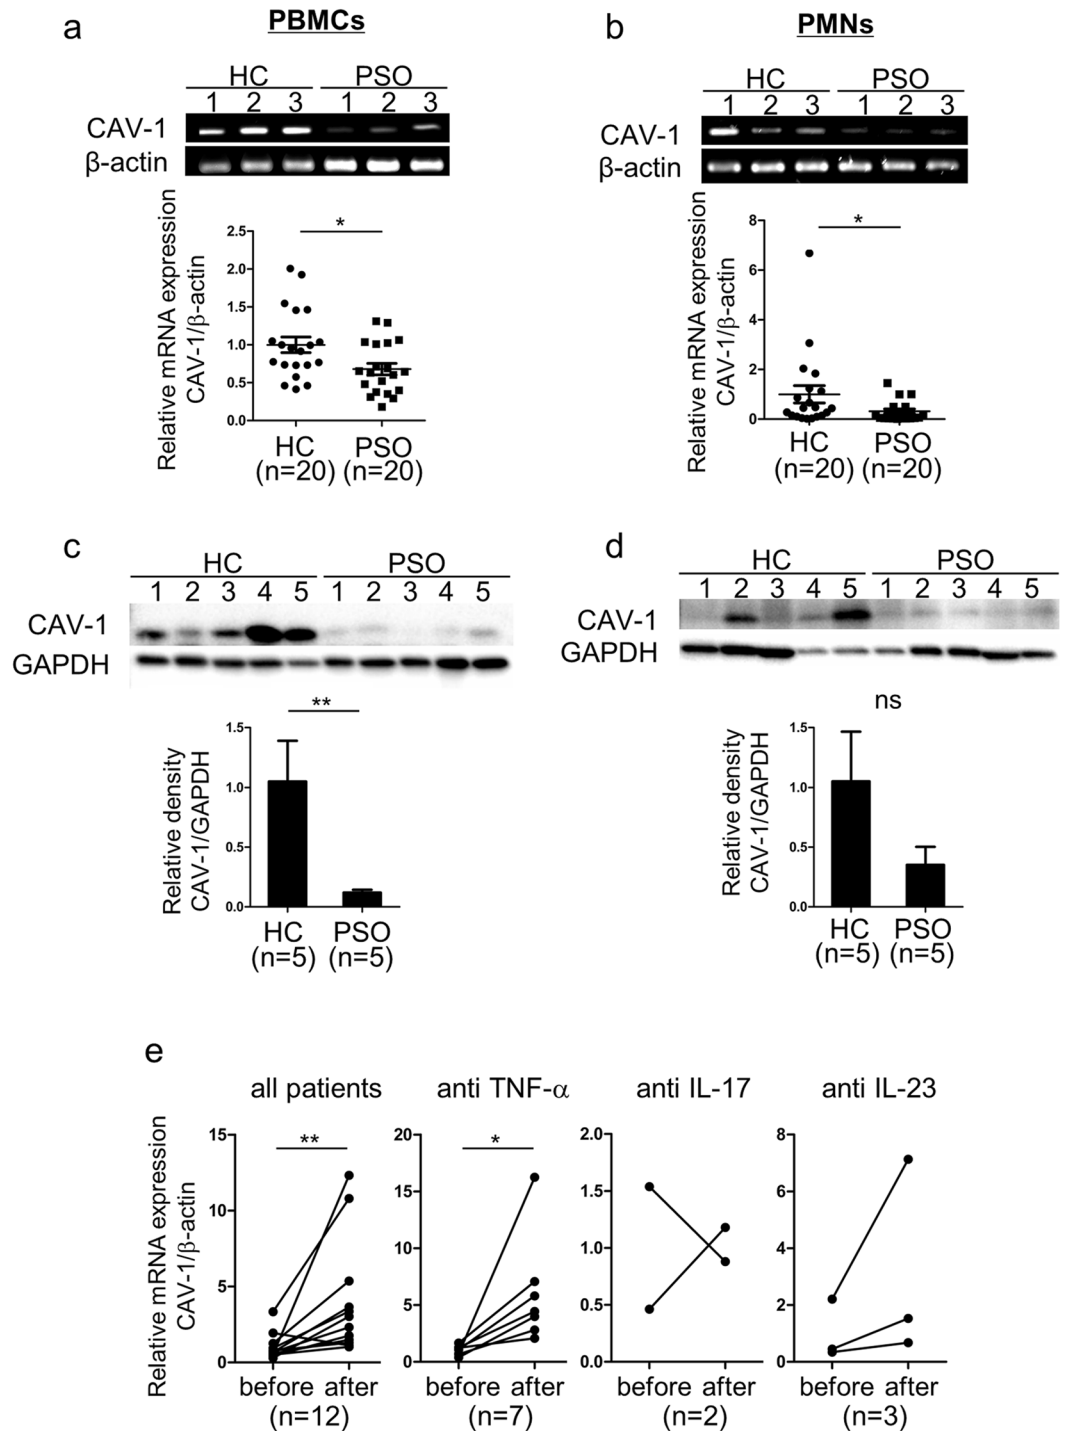 a
PBMCs
HC PSO
1 2 3 1 2 3
CAV-1
β-actin
Relative mRNA expression
CAV-1/β-actin
2.5
2.0
1.5
1.0
0.5
0.0
*
HC PSO
(n=20) (n=20)
b
PMNs
HC PSO
1 2 3 1 2 3
CAV-1
β-actin
Relative mRNA expression
CAV-1/β-actin
8
6
4
2
0
*
HC PSO
(n=20) (n=20)
c
HC PSO
1 2 3 4 5 1 2 3 4 5
CAV-1
GAPDH
**
Relative density
CAV-1/GAPDH
1.5
1.0
0.5
0.0
HC PSO
(n=5) (n=5)
d
HC PSO
1 2 3 4 5 1 2 3 4 5
CAV-1
GAPDH
ns
Relative density
CAV-1/GAPDH
1.5
1.0
0.5
0.0
HC PSO
(n=5) (n=5)
e
Relative mRNA expression
CAV-1/β-actin
all patients
15
10
5
0
**
before after
(n=12)
anti TNF-α
20
15
10
5
0
*
before after
(n=7)
anti IL-17
2.0
1.5
1.0
0.5
0.0
before after
(n=2)
anti IL-23
8
6
4
2
0
before after
(n=3)